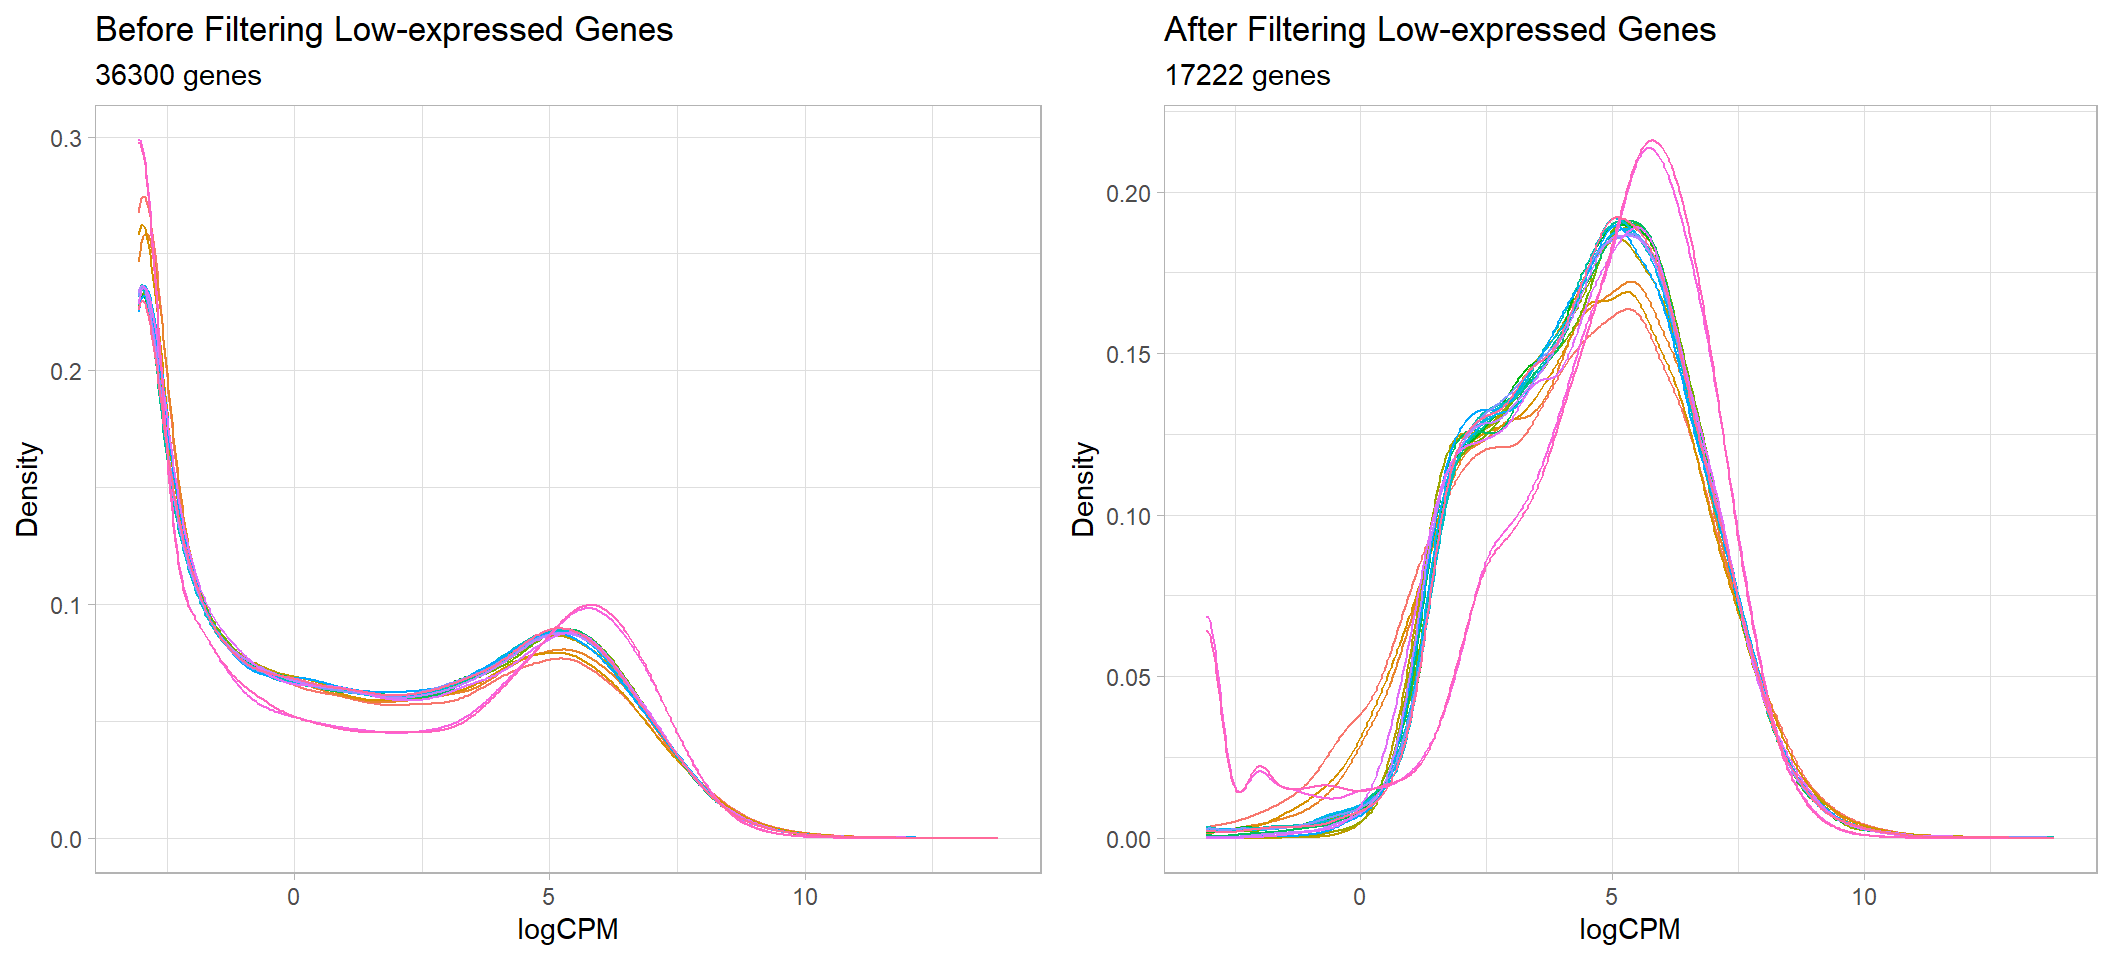 Before Filtering Low-expressed Genes
36300 genes
0.3
0.2
0.1
0.0
Density
0
5
10
logCPM
After Filtering Low-expressed Genes
17222 genes
0.20
0.15
0.10
0.05
0.00
Density
0
5
10
logCPM